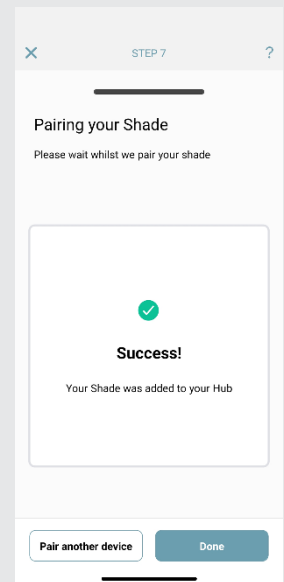 STEP 7
?
Pairing your Shade
Please wait whilst we pair your shade
Success!
Your Shade was added to your Hub
Pair another device
Done